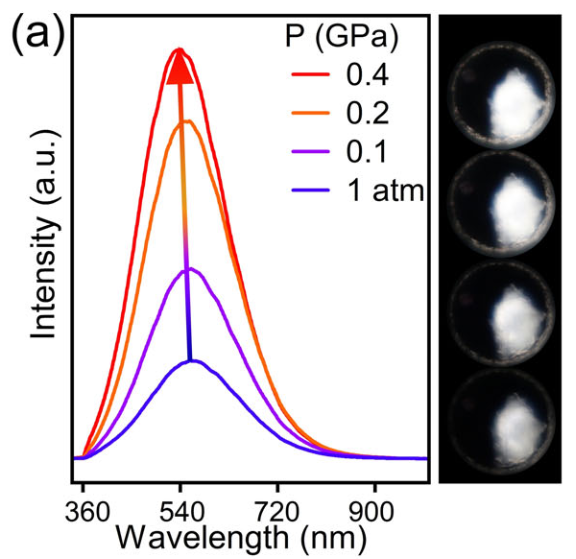 (a)
P (GPa)
0.4
0.2
0.1
1 atm
Intensity (a.u.)
360 540 720 900
Wavelength (nm)